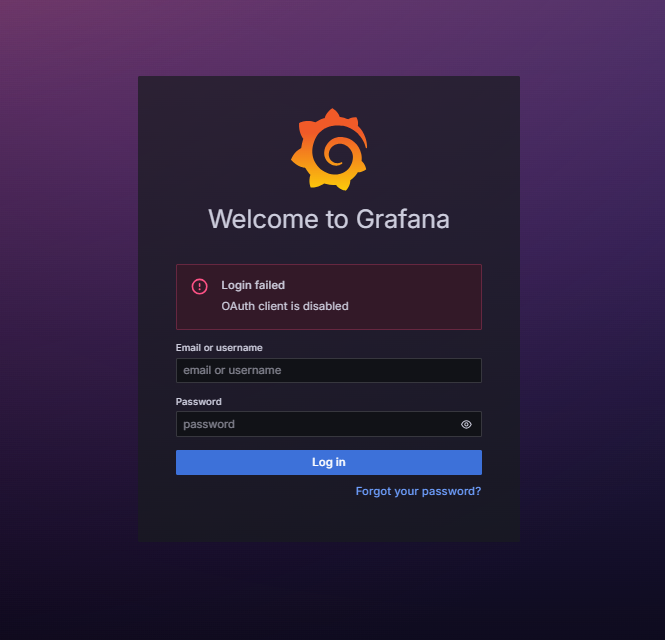 Welcome to Grafana
Login failed
OAuth client is disabled
Email or username
email or username
Password
password
Log in
Forgot your password?